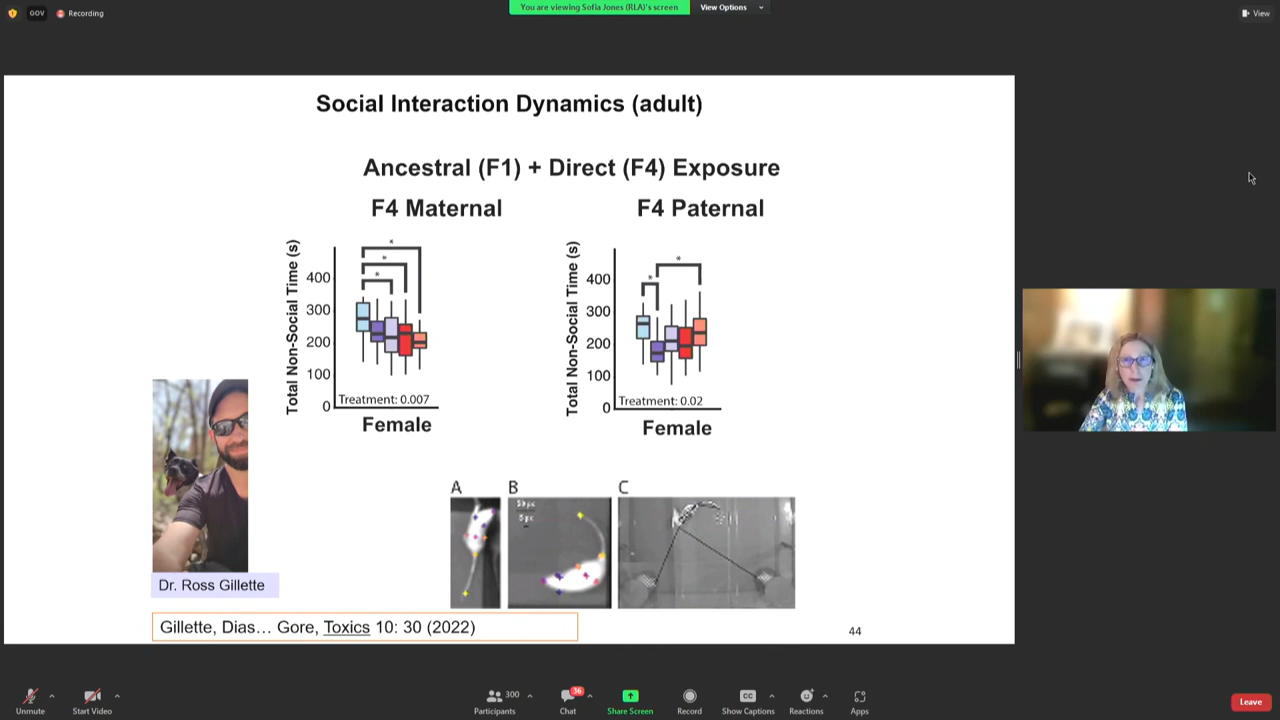 GOV
Recording
You are viewing Sofia Jones (RLA)'s screen
View Options
View
Social Interaction Dynamics (adult)
Ancestral (F1) + Direct (F4) Exposure
F4 Maternal
F4 Paternal
Total Non-Social Time (s)
400
300
200
100
0
*
*
*
Treatment: 0.007
Female
Total Non-Social Time (s)
400
300
200
100
0
*
*
Treatment: 0.02
Female
A
B
C
Dr. Ross Gillette
Gillette, Dias... Gore, Toxics 10: 30 (2022)
44
Unmute
Start Video
Participants
300
Chat
36
Share Screen
Record
CC
Show Captions
Reactions
Apps
Leave